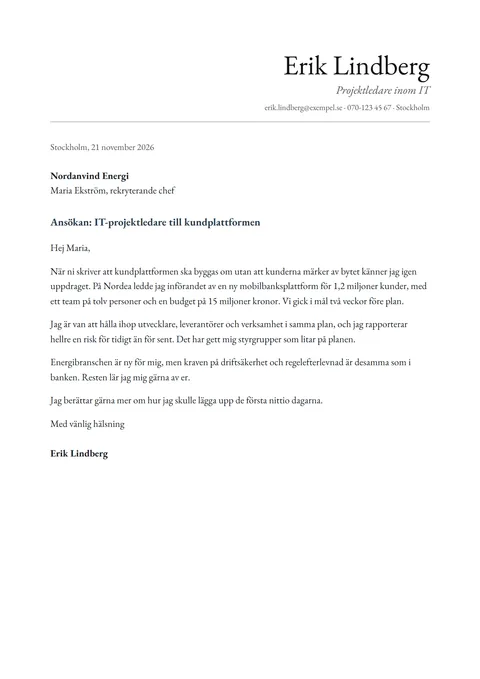 Erik Lindberg
Projektledare inom IT
erik.lindberg@exempel.se · 070-123 45 67 · Stockholm
Stockholm, 21 november 2026
Nordanvind Energi
Maria Ekström, rekryterande chef
Ansökan: IT-projektledare till kundplattformen
Hej Maria,
När ni skriver att kundplattformen ska byggas om utan att kunderna märker av bytet känner jag igen
uppdraget. På Nordea ledde jag införandet av en ny mobilbanksplattform för 1,2 miljoner kunder, med
ett team på tolv personer och en budget på 15 miljoner kronor. Vi gick i mål två veckor före plan.
Jag är van att hålla ihop utvecklare, leverantörer och verksamhet i samma plan, och jag rapporterar
hellre en risk för tidigt än för sent. Det har gett mig styrgrupper som litar på planen.
Energibranschen är ny för mig, men kraven på driftsäkerhet och regelefterlevnad är desamma som i
banken. Resten lär jag mig gärna av er.
Jag berättar gärna mer om hur jag skulle lägga upp de första nittio dagarna.
Med vänlig hälsning
Erik Lindberg